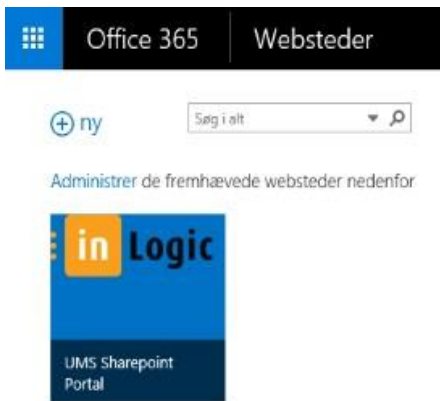 Office 365 Websteder
ny
Søg i alt
Administrer de fremhævede websteder nedenfor
in Logic
UMS Sharepoint
Portal